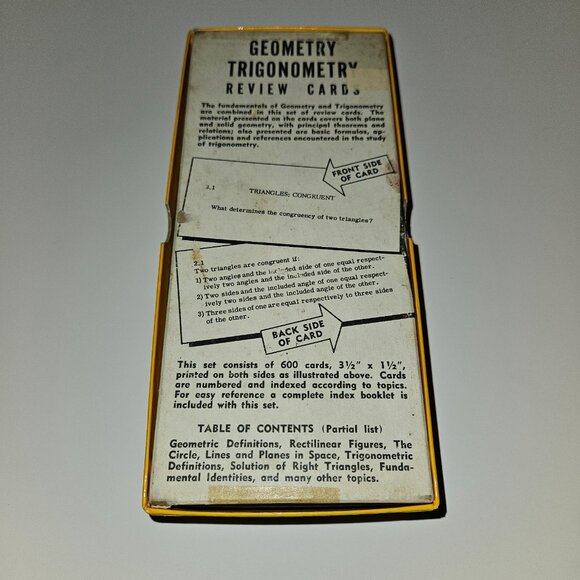 GEOMETRY
TRIGONOMETRY
REVIEW CARDS
The fundamentals of Geometry and Trigonometry
are combined in this set of review cards. The
material presented on the cards covers both plane
and solid geometry, with principal theorems and
relations; also presented are basic formulas, ap-
plications and references encountered in the study
of trigonometry.
FRONT SIDE
OF CARD
2.1
TRIANGLES: CONGRUENT
What determines the congruency of two triangles?
2.1
Two triangles are congruent if:
1) Two angles and the included side of one equal respect-
ively two angles and the included side of the other.
2) Two sides and the included angle of one equal respect-
ively two sides and the included angle of the other.
3) Three sides of one are equal respectively to three sides
of the other.
BACK SIDE
OF CARD
This set consists of 600 cards, 3½" x 1½",
printed on both sides as illustrated above. Cards
are numbered and indexed according to topics.
For easy reference a complete index booklet is
included with this set.
TABLE OF CONTENTS (Partial list)
Geometric Definitions, Rectilinear Figures, The
Circle, Lines and Planes in Space, Trigonometric
Definitions, Solution of Right Triangles, Funda-
mental Identities, and many other topics.